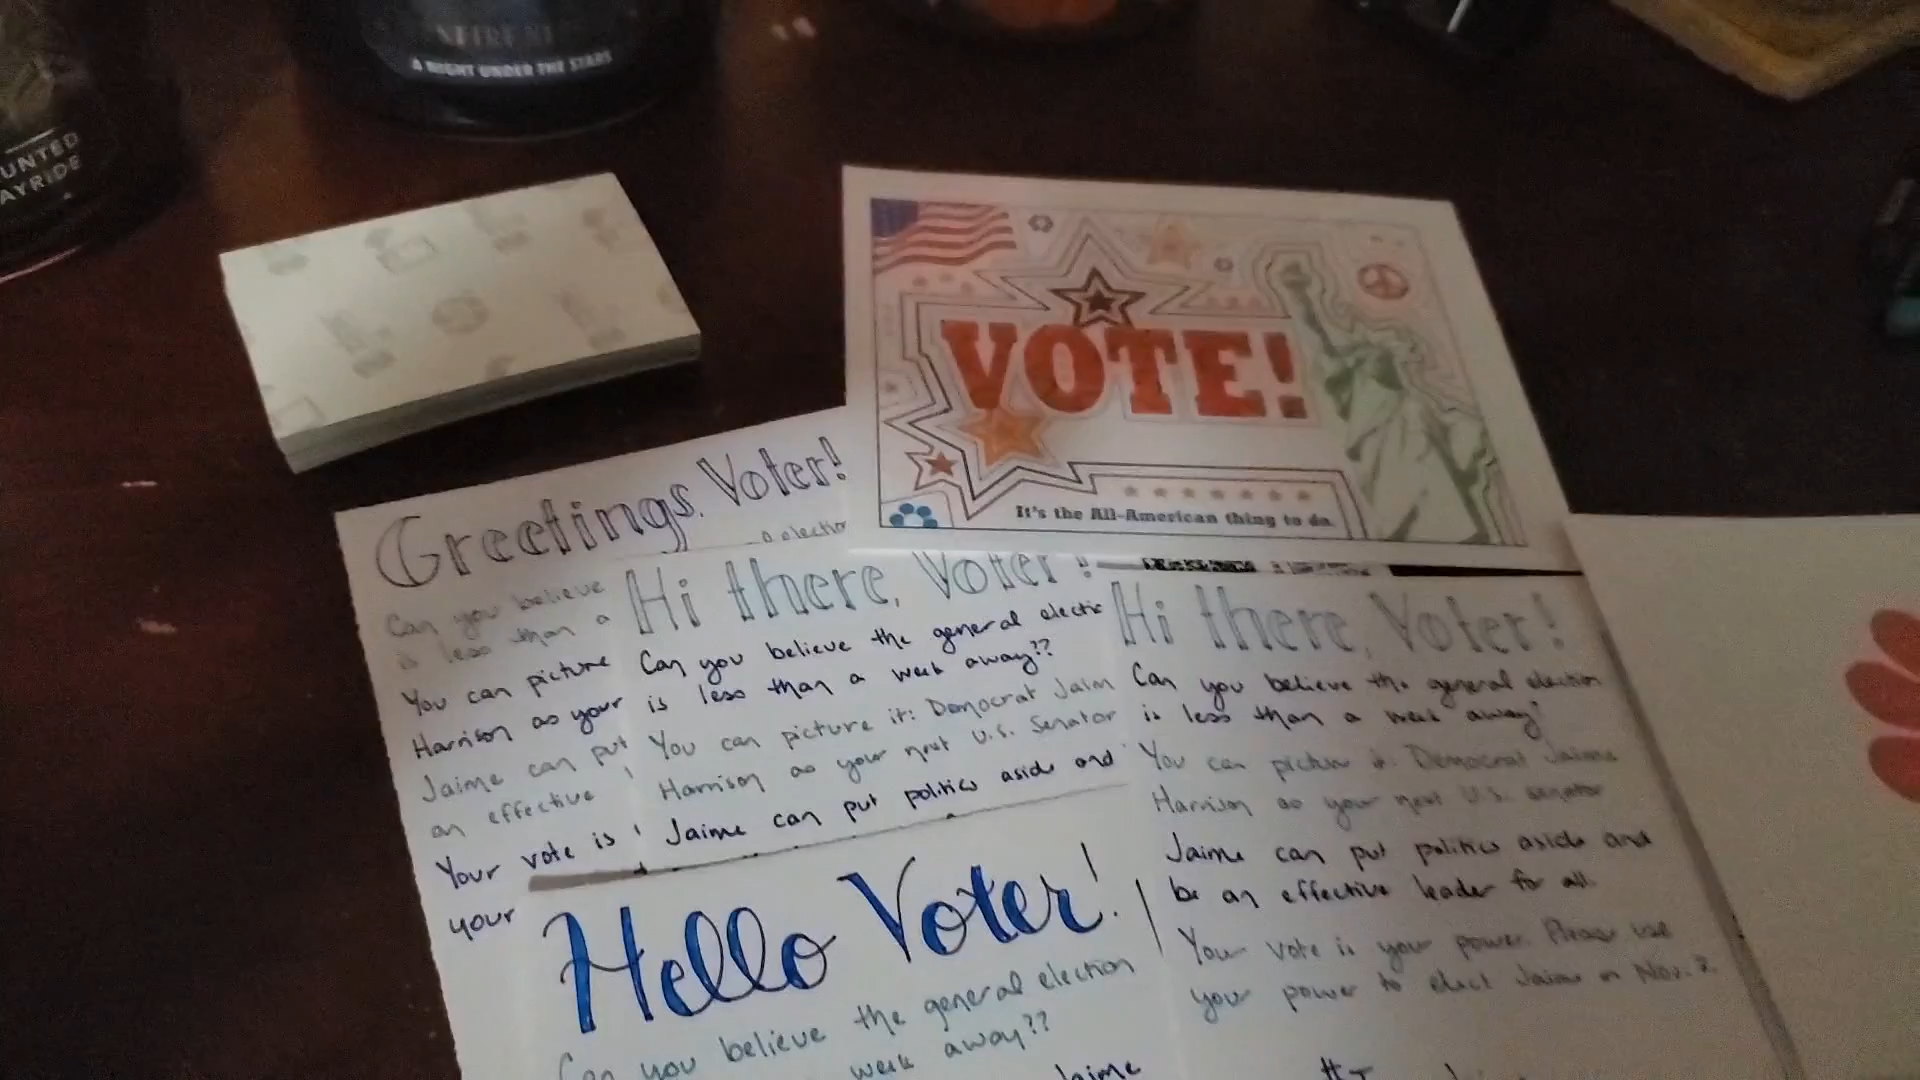 A NIGHT UNDER THE STARS
UNTED
AYRIDE
VOTE!
It's the All-American thing to do.
Greetings, Voter!
election
Can you believe
is less than a
You can picture
Harrison as your
Jaime can put
an effective
Your vote is
your
Hi there, Voter!
Can you believe the general electio
is less than a week away??
You can picture it: Democrat Jaim
Harrison as your next U.S. Senator
Jaime can put politics aside and
Hi there, Voter!
Can you believe the general election
is less than a week away?
You can picture it: Democrat Jaime
Harrison as your next U.S. senator
Jaime can put politics aside and
be an effective leader for all.
Your vote is your power. Please use
your power to elect Jaime on Nov.
Hello Voter!
Can you believe the general election
week away??
Jaime